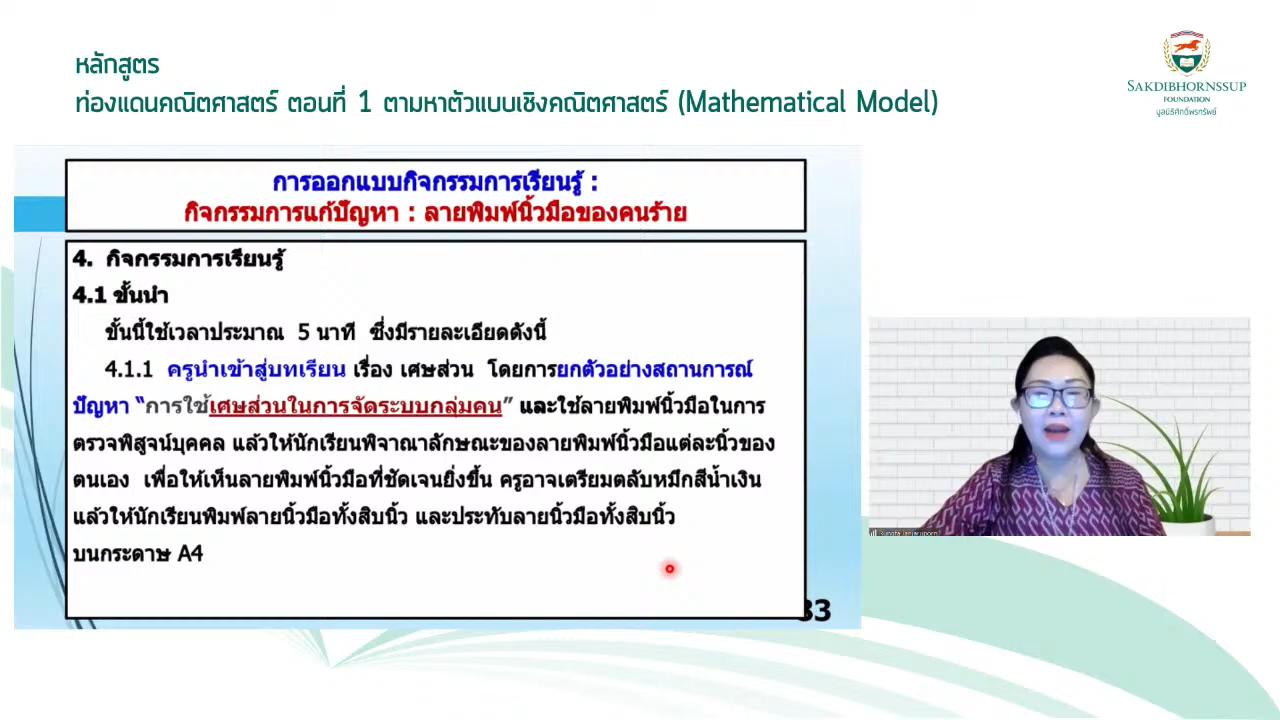 หลักสูตร
ท่องแดนคณิตศาสตร์ ตอนที่ 1 ตามหาตัวแบบเชิงคณิตศาสตร์ (Mathematical Model)
SAKDIBHORNSSUP
FOUNDATION
มูลนิธิศักดิ์พรทรัพย์
การออกแบบกิจกรรมการเรียนรู้ :
กิจกรรมการแก้ปัญหา : ลายพิมพ์นิ้วมือของคนร้าย
4. กิจกรรมการเรียนรู้
4.1 ขั้นนำ
ขั้นนี้ใช้เวลาประมาณ 5 นาที ซึ่งมีรายละเอียดดังนี้
4.1.1 ครูนำเข้าสู่บทเรียน เรื่อง เศษส่วน โดยการยกตัวอย่างสถานการณ์
ปัญหา “การใช้เศษส่วนในการจัดระบบกลุ่มคน” และใช้ลายพิมพ์นิ้วมือในการ
ตรวจพิสูจน์บุคคล แล้วให้นักเรียนพิจาณาลักษณะของลายพิมพ์นิ้วมือแต่ละนิ้วของ
ตนเอง เพื่อให้เห็นลายพิมพ์นิ้วมือที่ชัดเจนยิ่งขึ้น ครูอาจเตรียมตลับหมึกสีน้ำเงิน
แล้วให้นักเรียนพิมพ์ลายนิ้วมือทั้งสิบนิ้ว และประทับลายนิ้วมือทั้งสิบนิ้ว
บนกระดาษ A4
33